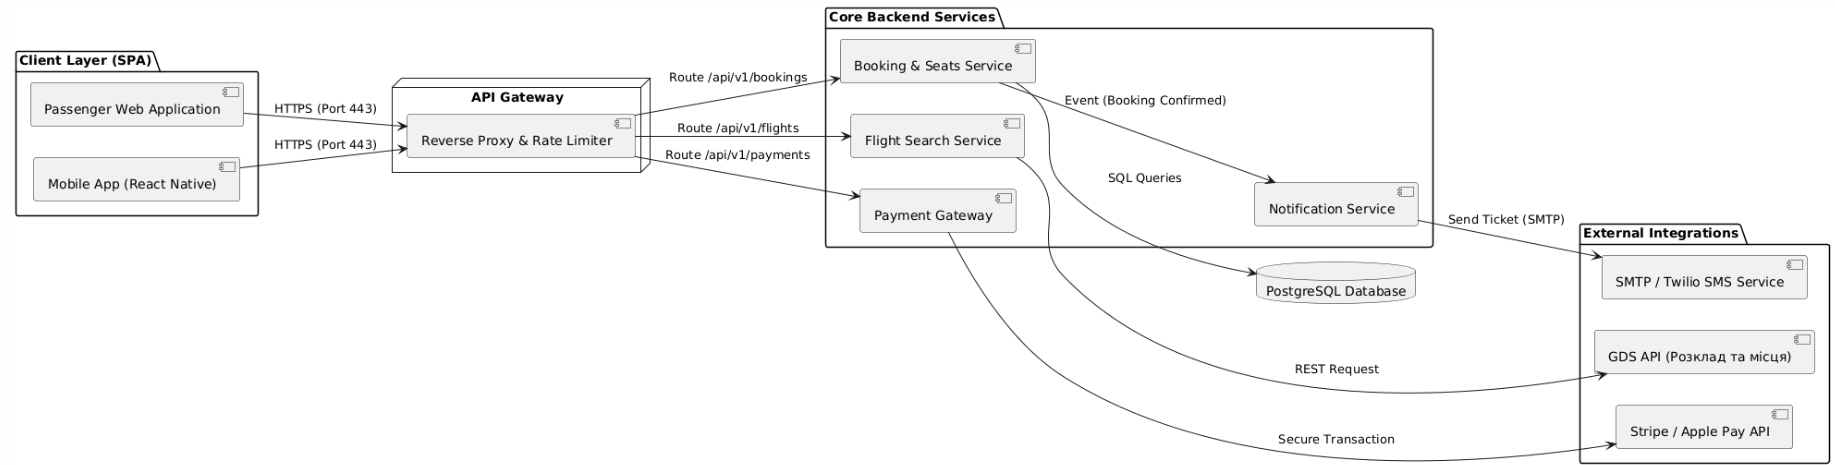 Client Layer (SPA)
Passenger Web Application
Mobile App (React Native)
HTTPS (Port 443)
HTTPS (Port 443)
API Gateway
Reverse Proxy & Rate Limiter
Route /api/v1/bookings
Route /api/v1/flights
Route /api/v1/payments
Core Backend Services
Booking & Seats Service
Flight Search Service
Payment Gateway
Event (Booking Confirmed)
SQL Queries
Notification Service
PostgreSQL Database
Send Ticket (SMTP)
REST Request
Secure Transaction
External Integrations
SMTP / Twilio SMS Service
GDS API (Розклад та місця)
Stripe / Apple Pay API